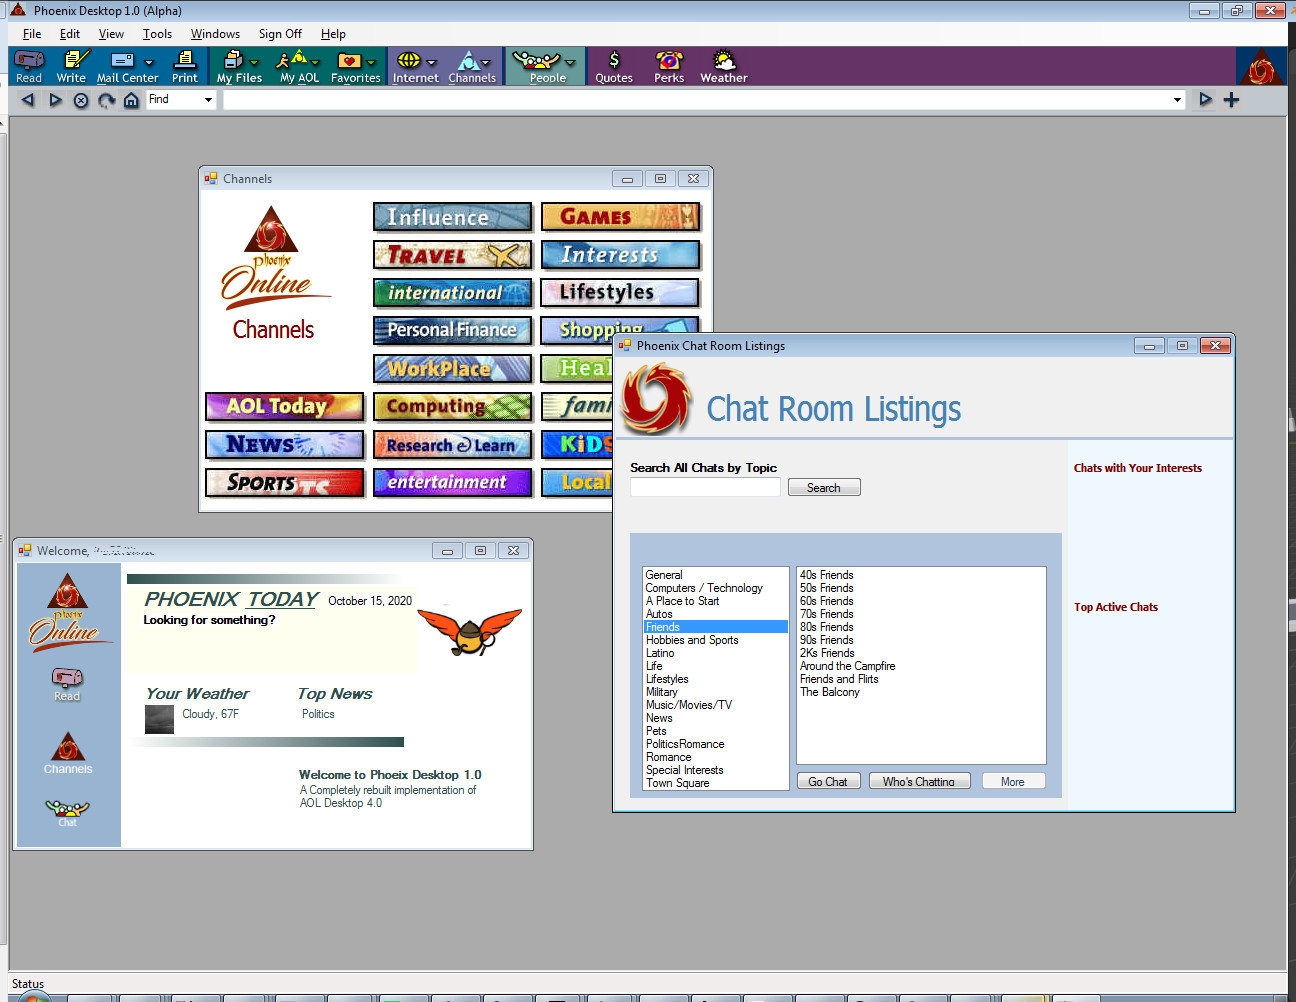 Phoenix Desktop 1.0 (Alpha)
File Edit View Tools Windows Sign Off Help
Read Write Mail Center Print My Files My AOL Favorites Internet Channels People Quotes Perks Weather
Find
Channels
phoenix
Online
Channels
Influence
GAMES
TRAVEL
Interests
international
Lifestyles
Personal Finance
Shopping
WorkPlace
Heal
AOL Today
Computing
fami
NEWS
Research & Learn
KiDS
SPORTS
entertainment
Local
Phoenix Chat Room Listings
Chat Room Listings
Search All Chats by Topic
Search
General
Computers / Technology
A Place to Start
Autos
Friends
Hobbies and Sports
Latino
Life
Lifestyles
Military
Music/Movies/TV
News
Pets
PoliticsRomance
Romance
Special Interests
Town Square
40s Friends
50s Friends
60s Friends
70s Friends
80s Friends
90s Friends
2Ks Friends
Around the Campfire
Friends and Flirts
The Balcony
Go Chat
Who's Chatting
More
Chats with Your Interests
Top Active Chats
Welcome,
phoenix
Online
Read
Channels
Chat
PHOENIX TODAY October 15, 2020
Looking for something?
Your Weather
Cloudy, 67F
Top News
Politics
Welcome to Phoeix Desktop 1.0
A Completely rebuilt implementation of
AOL Desktop 4.0
Status